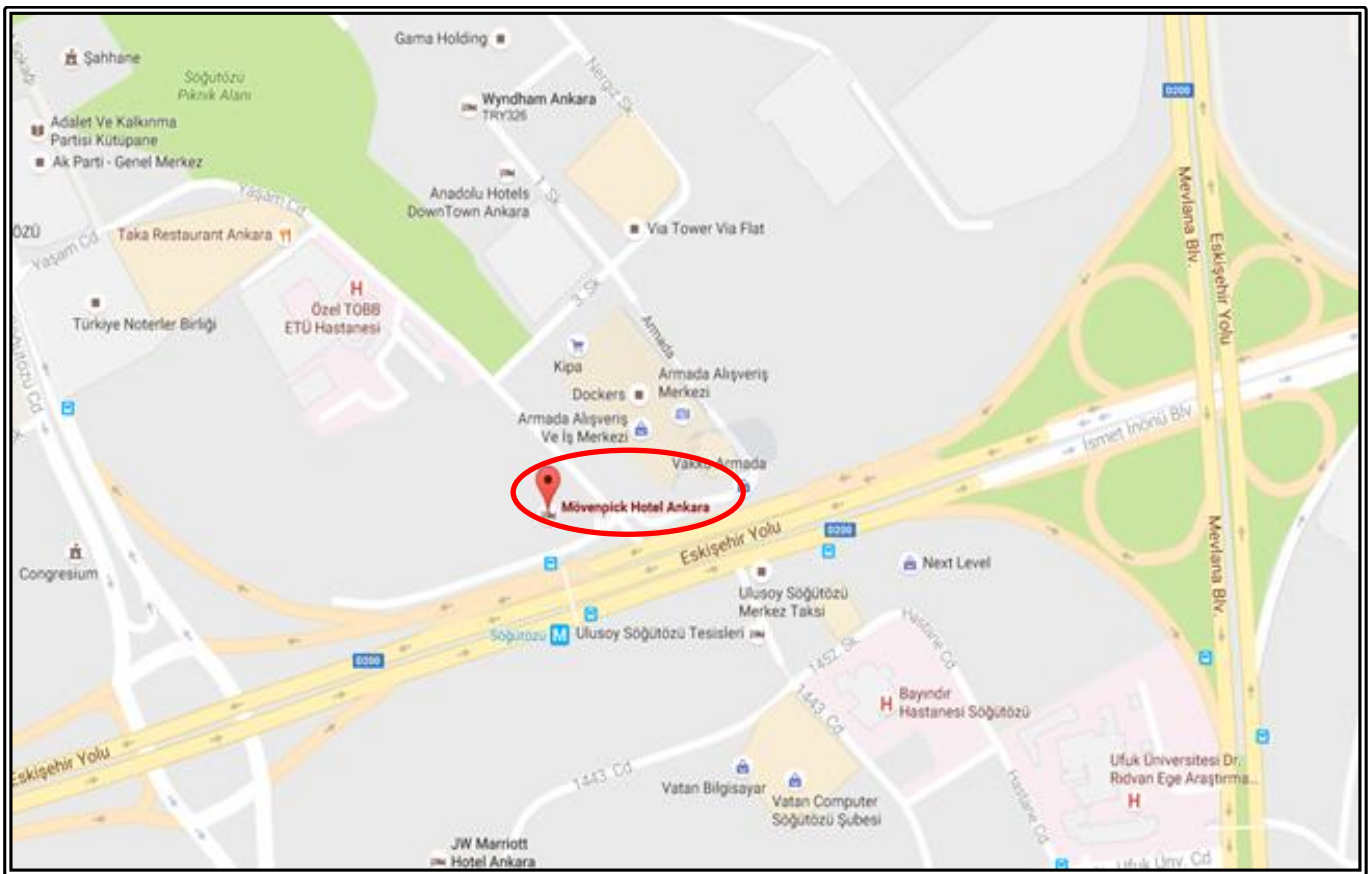 Gama Holding
Şahhane
Söğütözü
Piknik Alanı
Nergiz Sk.
Wyndham Ankara
TRY326
D200
Adalet Ve Kalkınma
Partisi Kütüpane
Ak Parti - Genel Merkez
Anadolu Hotels
DownTown Ankara
1. Sk.
Mevlana Blv.
Yaşam Cd.
Taka Restaurant Ankara
Yaşam Cd.
Via Tower Via Flat
Eskişehir Yolu
H
Özel TOBB
ETÜ Hastanesi
3. Sk.
Türkiye Noterler Birliği
Armada
Kipa
Armada Alışveriş
Merkezi
Dockers
Armada Alışveriş
Ve İş Merkezi
İsmet İnönü Blv.
Vakko Armada
Mövenpick Hotel Ankara
Eskişehir Yolu
D200
Mevlana Blv.
Congresium
Next Level
Ulusoy Söğütözü
Merkez Taksi
Söğütözü M
Ulusoy Söğütözü Tesisleri
Hastane Cd.
D200
1452. Sk.
1443. Cd.
H
Bayındır
Hastanesi Söğütözü
Eskişehir Yolu
1443. Cd.
Vatan Bilgisayar
Vatan Computer
Söğütözü Şubesi
Hastane Cd.
Ufuk Üniversitesi Dr.
Rıdvan Ege Araştırma...
H
JW Marriott
Hotel Ankara
Ufuk Ünv. Cd.